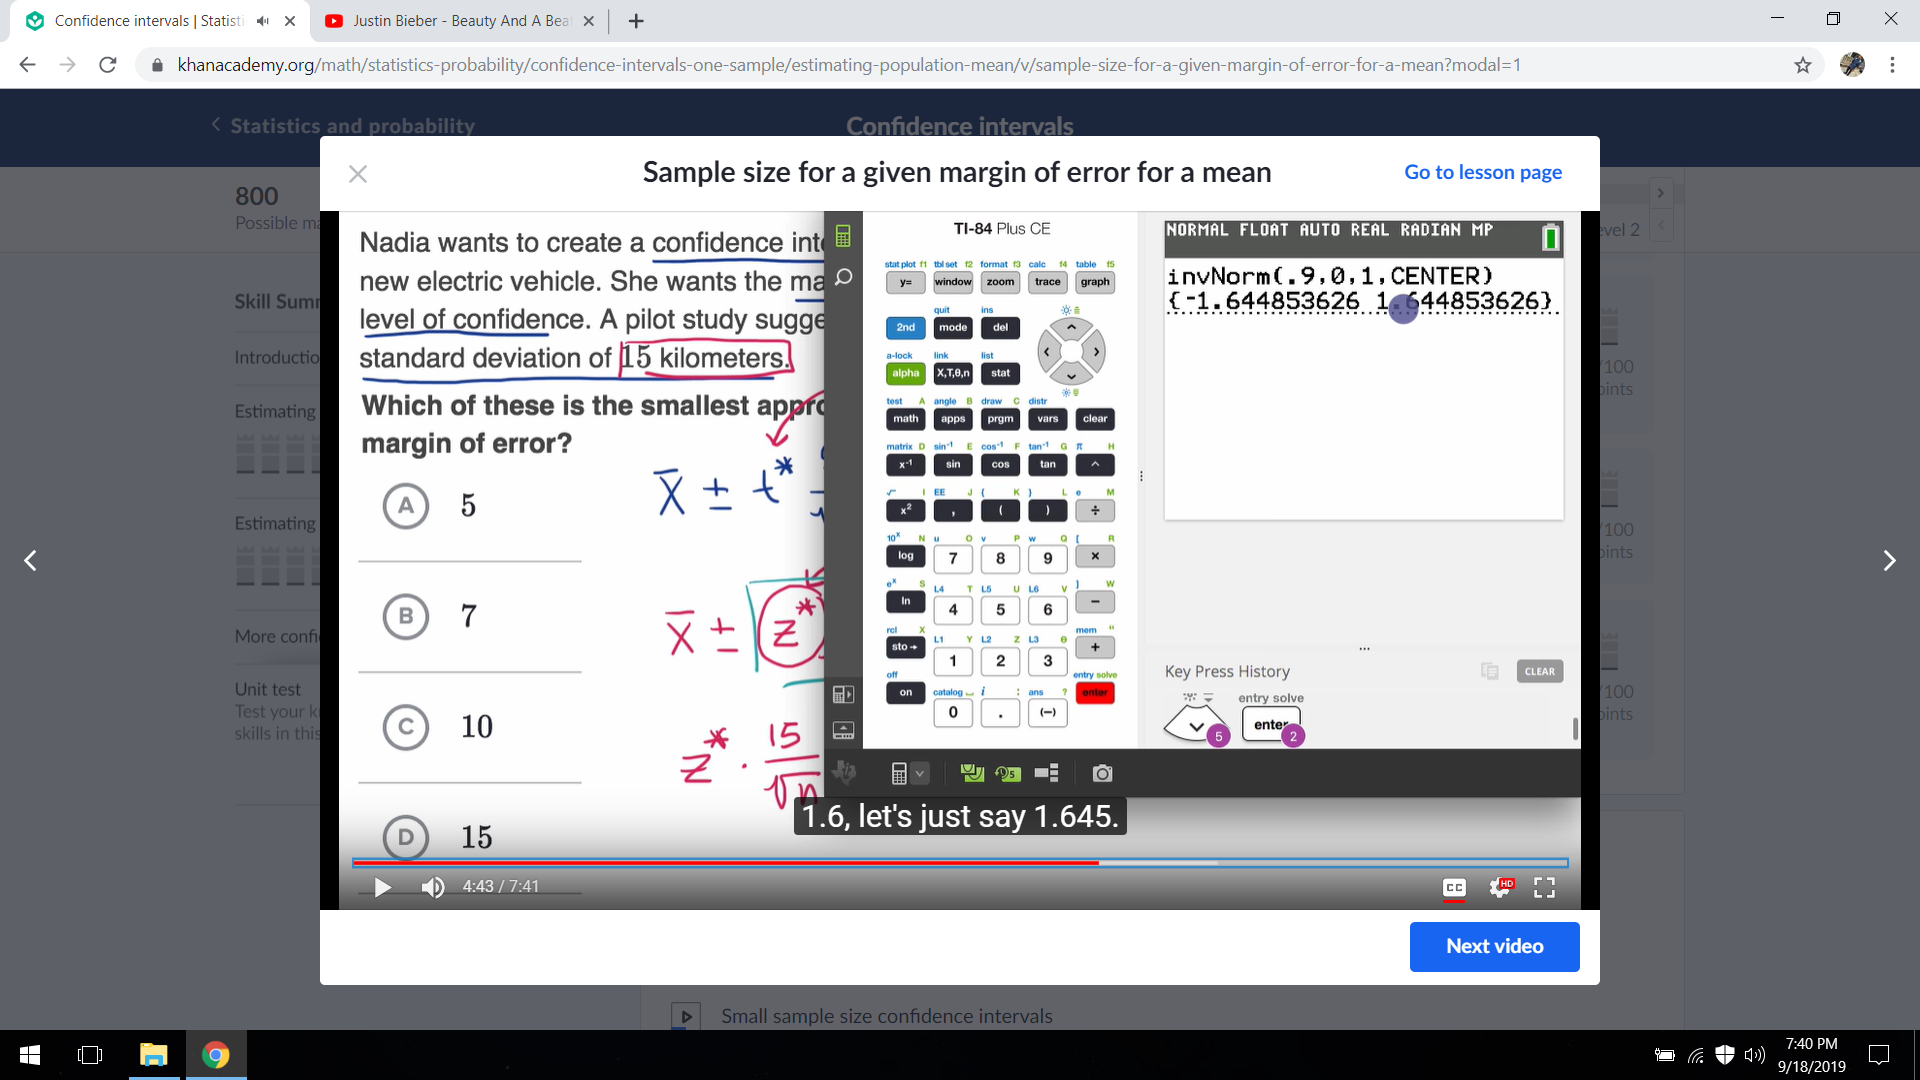 Confidence intervals | Statisti
Justin Bieber - Beauty And A Bea
khanacademy.org/math/statistics-probability/confidence-intervals-one-sample/estimating-population-mean/v/sample-size-for-a-given-margin-of-error-for-a-mean?modal=1
Statistics and probability
Confidence intervals
800
Possible ma
evel 2
Skill Summ
Introductio
Estimating
Estimating
More confi
Unit test
Test your k
skills in this
/100
oints
/100
oints
/100
oints
Sample size for a given margin of error for a mean
Go to lesson page
Nadia wants to create a confidence inte
new electric vehicle. She wants the ma
level of confidence. A pilot study sugge
standard deviation of 15 kilometers.
Which of these is the smallest appro
margin of error?
A 5
B 7
C 10
D 15
x̄ ± t*
x̄ ± z*
z* · 15/√n
TI-84 Plus CE
stat plot f1 tbl set f2 format f3 calc f4 table f5
y= window zoom trace graph
quit ins
2nd mode del
a-lock link list
alpha X,T,θ,n stat
test A angle B draw C distr
math apps prgm vars clear
matrix D sin-1 E cos-1 F tan-1 G π H
x-1 sin cos tan ^
√ I EE J { K } L e M
x² , ( ) ÷
10x N u O v P w Q [ R
log 7 8 9 ×
ex S L4 T L5 U L6 V ] W
ln 4 5 6 −
rcl X L1 Y L2 Z L3 θ mem "
sto→ 1 2 3 +
off catalog i : ans ? entry solve
on 0 . (−) enter
NORMAL FLOAT AUTO REAL RADIAN MP
invNorm(.9,0,1,CENTER)
{-1.644853626 1.644853626}
Key Press History
CLEAR
entry solve
5 enter 2
1.6, let's just say 1.645.
4:43 / 7:41
CC HD
Next video
Small sample size confidence intervals
7:40 PM
9/18/2019